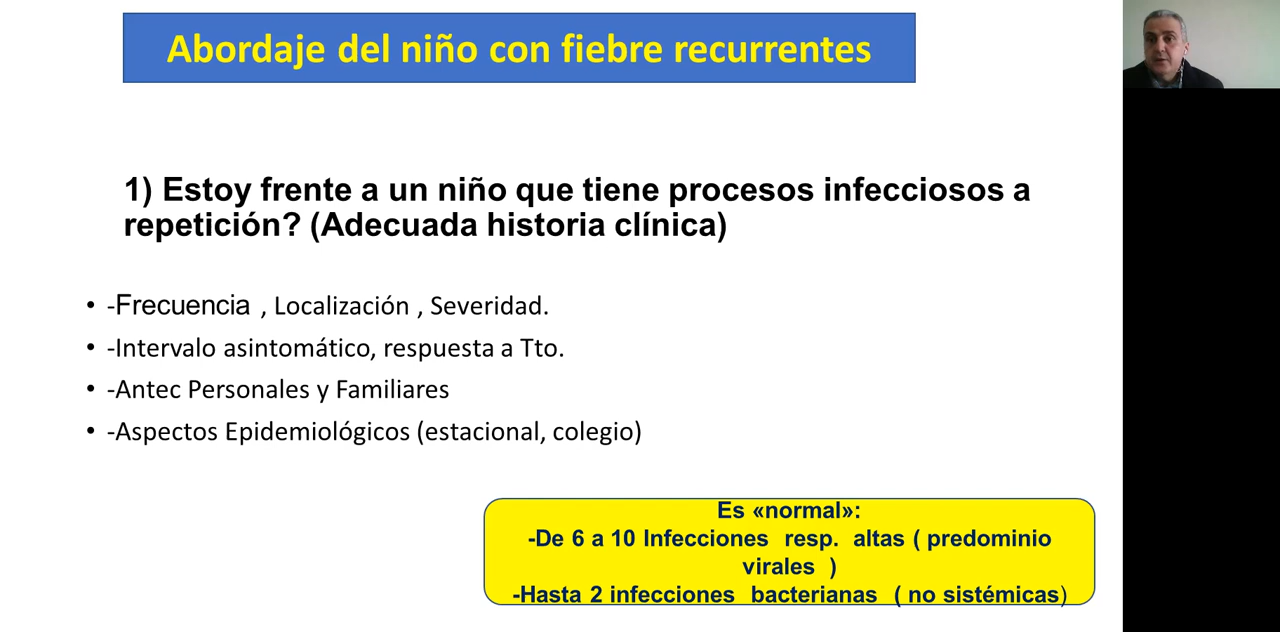 Abordaje del niño con fiebre recurrentes
1) Estoy frente a un niño que tiene procesos infecciosos a
repetición? (Adecuada historia clínica)
• -Frecuencia , Localización , Severidad.
• -Intervalo asintomático, respuesta a Tto.
• -Antec Personales y Familiares
• -Aspectos Epidemiológicos (estacional, colegio)
Es «normal»:
-De 6 a 10 Infecciones resp. altas ( predominio
virales )
-Hasta 2 infecciones bacterianas ( no sistémicas)